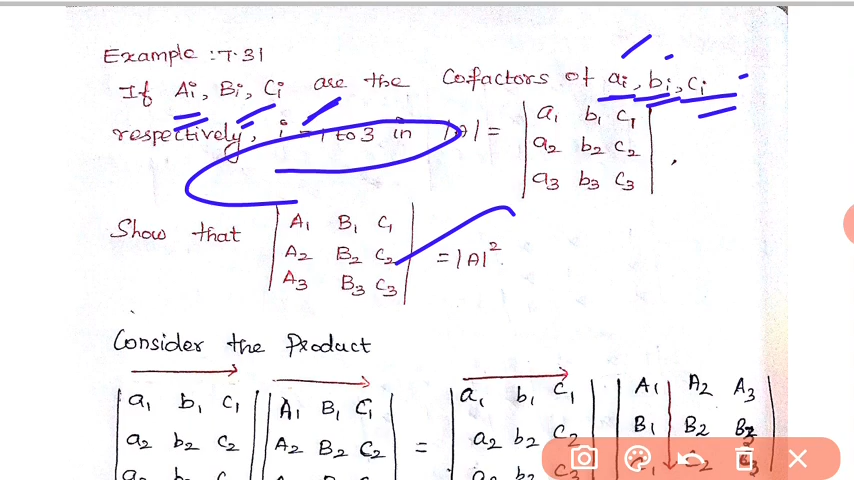 Example :7.31
If Ai, Bi, Ci are the Cofactors of ai, bi, ci
respectively, i = 1 to 3 in |A| = | a1 b1 c1 |
| a2 b2 c2 |
| a3 b3 c3 | ,
Show that | A1 B1 C1 |
| A2 B2 C2 | = |A|²
| A3 B3 C3 |
Consider the Product
| a1 b1 c1 | | A1 B1 C1 | | a1 b1 c1 | | A1 A2 A3 |
| a2 b2 c2 | | A2 B2 C2 | = | a2 b2 c2 | | B1 B2 B3 |